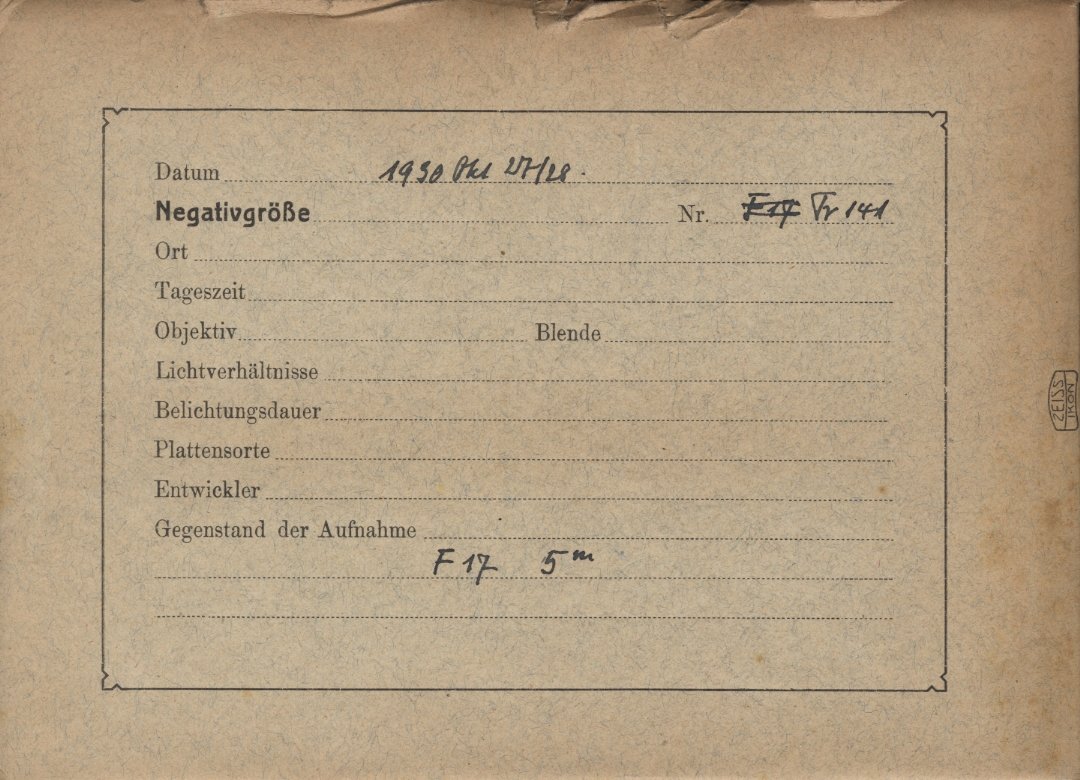 Datum 1930 Okt 27/28.
Negativgröße Nr. F17 Tr 141
Ort
Tageszeit
Objektiv Blende
Lichtverhältnisse
Belichtungsdauer
Plattensorte
Entwickler
Gegenstand der Aufnahme
F 17 5m
ZEISS
IKON